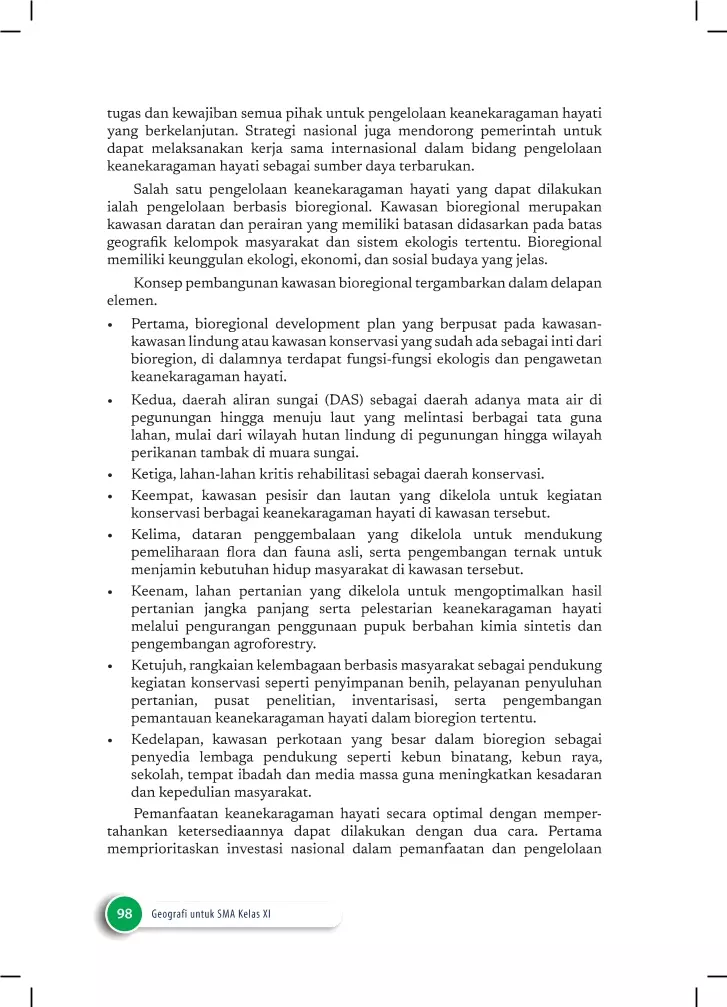 tugas dan kewajiban semua pihak untuk pengelolaan keanekaragaman hayati
yang berkelanjutan. Strategi nasional juga mendorong pemerintah untuk
dapat melaksanakan kerja sama internasional dalam bidang pengelolaan
keanekaragaman hayati sebagai sumber daya terbarukan.
Salah satu pengelolaan keanekaragaman hayati yang dapat dilakukan
ialah pengelolaan berbasis bioregional. Kawasan bioregional merupakan
kawasan daratan dan perairan yang memiliki batasan didasarkan pada batas
geografik kelompok masyarakat dan sistem ekologis tertentu. Bioregional
memiliki keunggulan ekologi, ekonomi, dan sosial budaya yang jelas.
Konsep pembangunan kawasan bioregional tergambarkan dalam delapan
elemen.
• Pertama, bioregional development plan yang berpusat pada kawasan-
kawasan lindung atau kawasan konservasi yang sudah ada sebagai inti dari
bioregion, di dalamnya terdapat fungsi-fungsi ekologis dan pengawetan
keanekaragaman hayati.
• Kedua, daerah aliran sungai (DAS) sebagai daerah adanya mata air di
pegunungan hingga menuju laut yang melintasi berbagai tata guna
lahan, mulai dari wilayah hutan lindung di pegunungan hingga wilayah
perikanan tambak di muara sungai.
• Ketiga, lahan-lahan kritis rehabilitasi sebagai daerah konservasi.
• Keempat, kawasan pesisir dan lautan yang dikelola untuk kegiatan
konservasi berbagai keanekaragaman hayati di kawasan tersebut.
• Kelima, dataran penggembalaan yang dikelola untuk mendukung
pemeliharaan flora dan fauna asli, serta pengembangan ternak untuk
menjamin kebutuhan hidup masyarakat di kawasan tersebut.
• Keenam, lahan pertanian yang dikelola untuk mengoptimalkan hasil
pertanian jangka panjang serta pelestarian keanekaragaman hayati
melalui pengurangan penggunaan pupuk berbahan kimia sintetis dan
pengembangan agroforestry.
• Ketujuh, rangkaian kelembagaan berbasis masyarakat sebagai pendukung
kegiatan konservasi seperti penyimpanan benih, pelayanan penyuluhan
pertanian, pusat penelitian, inventarisasi, serta pengembangan
pemantauan keanekaragaman hayati dalam bioregion tertentu.
• Kedelapan, kawasan perkotaan yang besar dalam bioregion sebagai
penyedia lembaga pendukung seperti kebun binatang, kebun raya,
sekolah, tempat ibadah dan media massa guna meningkatkan kesadaran
dan kepedulian masyarakat.
Pemanfaatan keanekaragaman hayati secara optimal dengan memper-
tahankan ketersediaannya dapat dilakukan dengan dua cara. Pertama
memprioritaskan investasi nasional dalam pemanfaatan dan pengelolaan
98 Geografi untuk SMA Kelas XI